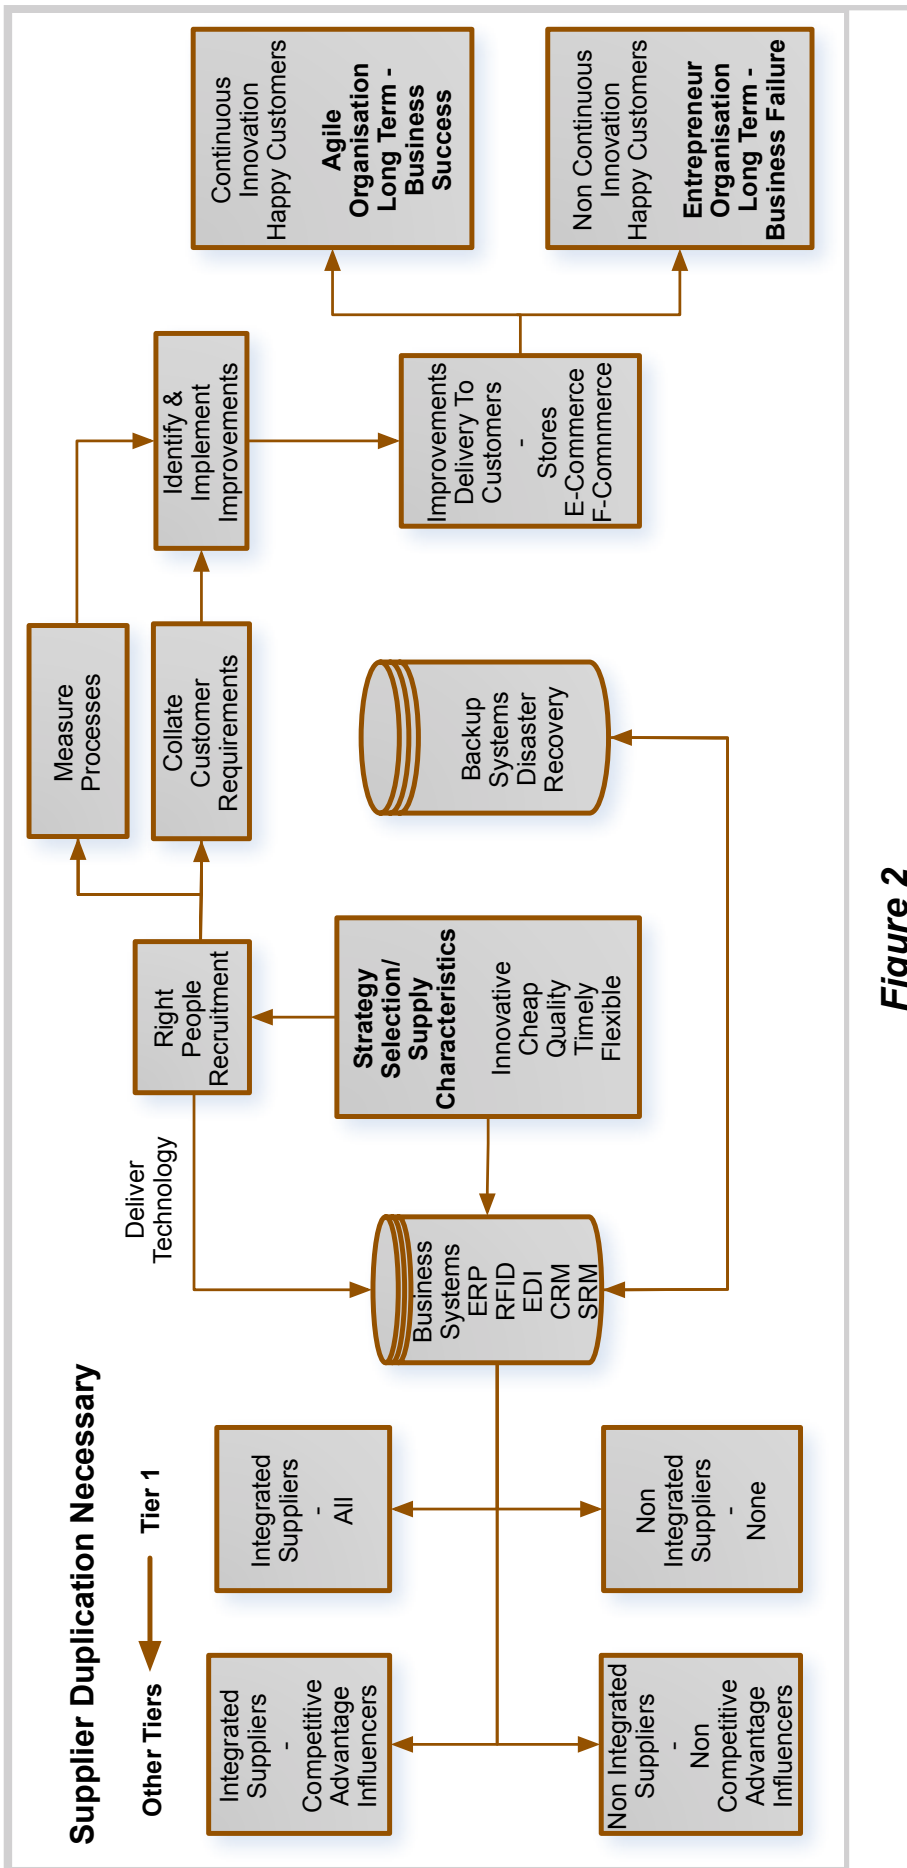 Supplier Duplication Necessary
Other Tiers
Tier 1
Integrated
Suppliers
-
Competitive
Advantage
Influencers
Integrated
Suppliers
-
All
Non Integrated
Suppliers
-
Non
Competitive
Advantage
Influencers
Non
Integrated
Suppliers
-
None
Deliver
Technology
Business
Systems
ERP
RFID
EDI
CRM
SRM
Right
People
Recruitment
Strategy
Selection/
Supply
Characteristics
Innovative
Cheap
Quality
Timely
Flexible
Measure
Processes
Collate
Customer
Requirements
Backup
Systems
Disaster
Recovery
Identify &
Implement
Improvements
Improvements
Delivery To
Customers
-
Stores
E-Commerce
F-Commmerce
Continuous
Innovation
Happy Customers
Agile
Organisation
Long Term -
Business
Success
Non Continuous
Innovation
Happy Customers
Entrepreneur
Organisation
Long Term -
Business Failure
Figure 2